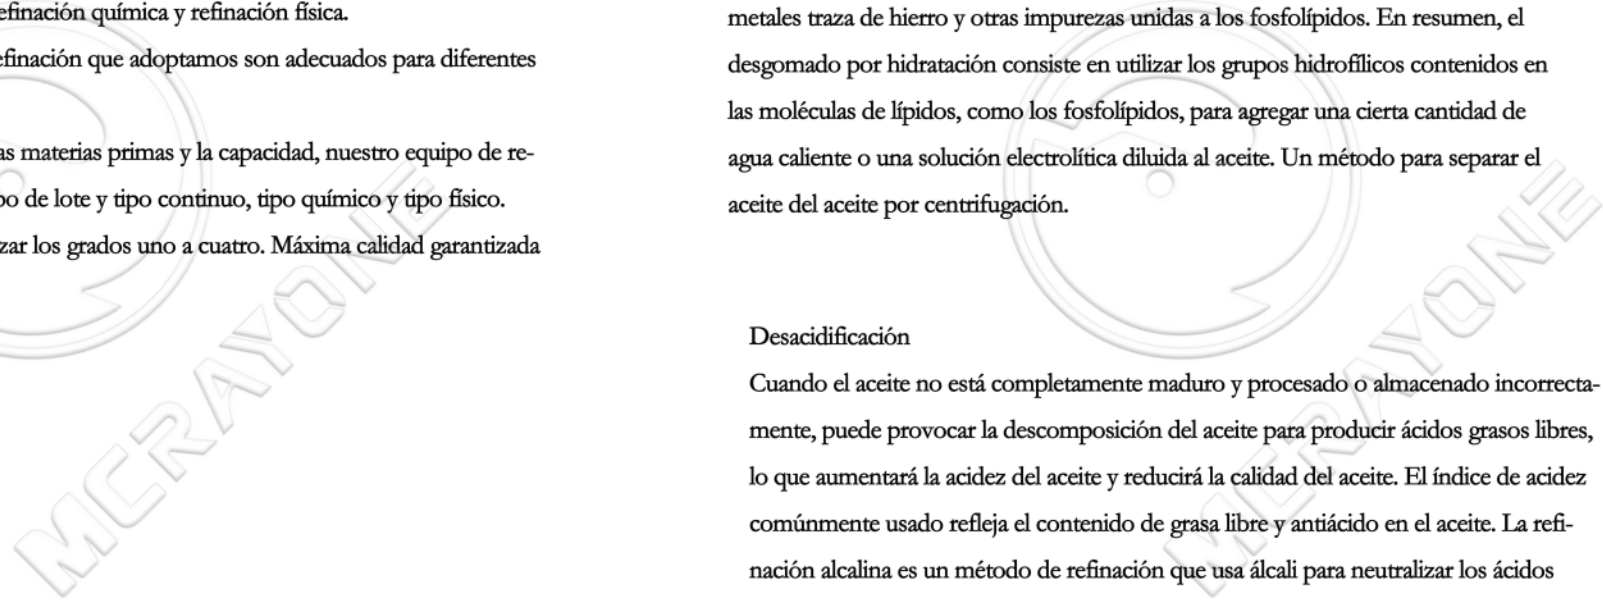 efinación química y refinación física.
efinación que adoptamos son adecuados para diferentes
as materias primas y la capacidad, nuestro equipo de re-
po de lote y tipo continuo, tipo químico y tipo físico.
zar los grados uno a cuatro. Máxima calidad garantizada
MCRAYONE
metales traza de hierro y otras impurezas unidas a los fosfolípidos. En resumen, el
desgomado por hidratación consiste en utilizar los grupos hidrofílicos contenidos en
las moléculas de lípidos, como los fosfolípidos, para agregar una cierta cantidad de
agua caliente o una solución electrolítica diluida al aceite. Un método para separar el
aceite del aceite por centrifugación.
Desacidificación
Cuando el aceite no está completamente maduro y procesado o almacenado incorrecta-
mente, puede provocar la descomposición del aceite para producir ácidos grasos libres,
lo que aumentará la acidez del aceite y reducirá la calidad del aceite. El índice de acidez
comúnmente usado refleja el contenido de grasa libre y antiácido en el aceite. La refi-
nación alcalina es un método de refinación que usa álcali para neutralizar los ácidos
MCRAYONE